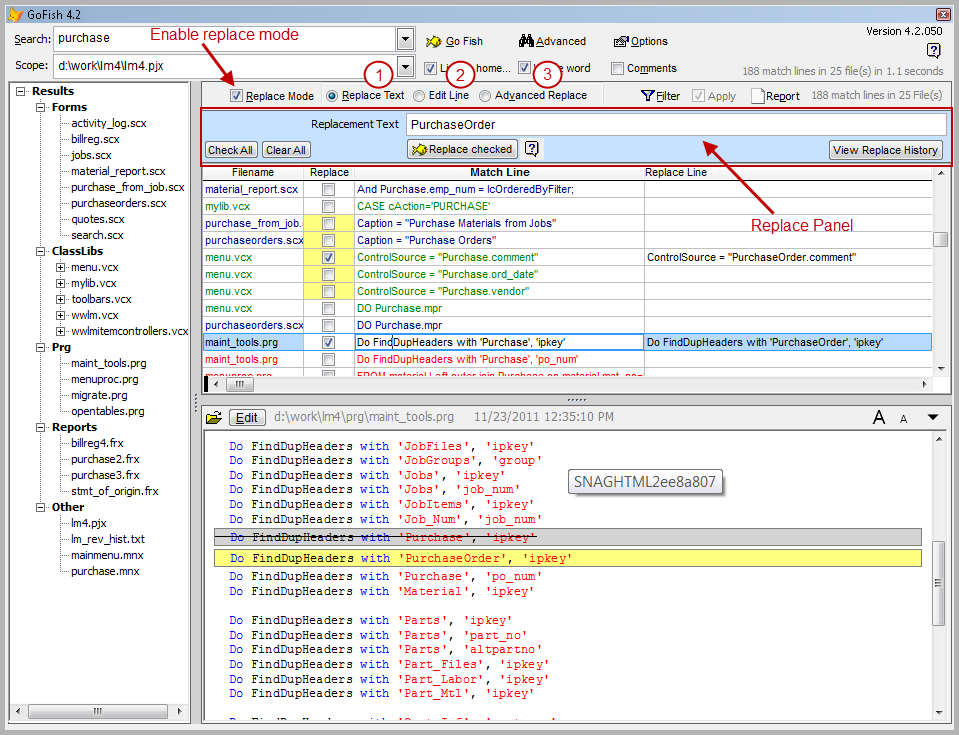 GoFish 4.2
Search: purchase
Enable replace mode
Go Fish Advanced Options
Version 4.2.050
Scope: d:\work\lm4\lm4.pjx
home... word Comments
188 match lines in 25 file(s) in 1.1 seconds
1 2 3
Replace Mode Replace Text Edit Line Advanced Replace Filter Apply Report 188 match lines in 25 File(s)
Replacement Text PurchaseOrder
Check All Clear All Replace checked ? View Replace History
Replace Panel
Results
Forms
activity_log.scx
billreg.scx
jobs.scx
material_report.scx
purchase_from_job.scx
purchaseorders.scx
quotes.scx
search.scx
ClassLibs
menu.vcx
mylib.vcx
toolbars.vcx
wwlm.vcx
wwlmitemcontrollers.vcx
Prg
maint_tools.prg
menuproc.prg
migrate.prg
opentables.prg
Reports
billreg4.frx
purchase2.frx
purchase3.frx
stmt_of_origin.frx
Other
lm4.pjx
lm_rev_hist.txt
mainmenu.mnx
purchase.mnx
Filename Replace Match Line Replace Line
material_report.scx And Purchase.emp_num = lcOrderedByFilter;
mylib.vcx CASE cAction='PURCHASE'
purchase_from_job. Caption = "Purchase Materials from Jobs"
purchaseorders.scx Caption = "Purchase Orders"
menu.vcx ControlSource = "Purchase.comment" ControlSource = "PurchaseOrder.comment"
menu.vcx ControlSource = "Purchase.ord_date"
menu.vcx ControlSource = "Purchase.vendor"
menu.vcx DO Purchase.mpr
purchaseorders.scx DO Purchase.mpr
maint_tools.prg Do FindDupHeaders with 'Purchase', 'ipkey' Do FindDupHeaders with 'PurchaseOrder', 'ipkey'
maint_tools.prg Do FindDupHeaders with 'Purchase', 'po_num'
menuproc.prg FROM material Left outer join Purchase on material.mat_po=
Edit d:\work\lm4\prg\maint_tools.prg 11/23/2011 12:35:10 PM A A
Do FindDupHeaders with 'JobFiles', 'ipkey'
Do FindDupHeaders with 'JobGroups', 'group'
Do FindDupHeaders with 'Jobs', 'ipkey'
Do FindDupHeaders with 'Jobs', 'job_num'
Do FindDupHeaders with 'JobItems', 'ipkey'
Do FindDupHeaders with 'Job_Num', 'job_num'
SNAGHTML2ee8a807
Do FindDupHeaders with 'Purchase', 'ipkey'
Do FindDupHeaders with 'PurchaseOrder', 'ipkey'
Do FindDupHeaders with 'Purchase', 'po_num'
Do FindDupHeaders with 'Material', 'ipkey'
Do FindDupHeaders with 'Parts', 'ipkey'
Do FindDupHeaders with 'Parts', 'part_no'
Do FindDupHeaders with 'Parts', 'altpartno'
Do FindDupHeaders with 'Part_Files', 'ipkey'
Do FindDupHeaders with 'Part_Labor', 'ipkey'
Do FindDupHeaders with 'Part_Mtl', 'ipkey'
Do FindDupHeaders with